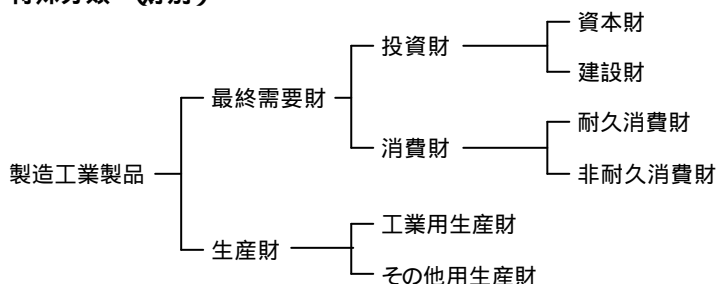 資本財
投資財
建設財
最終需要財
耐久消費財
消費財
製造工業製品
非耐久消費財
工業用生産財
生産財
その他用生産財